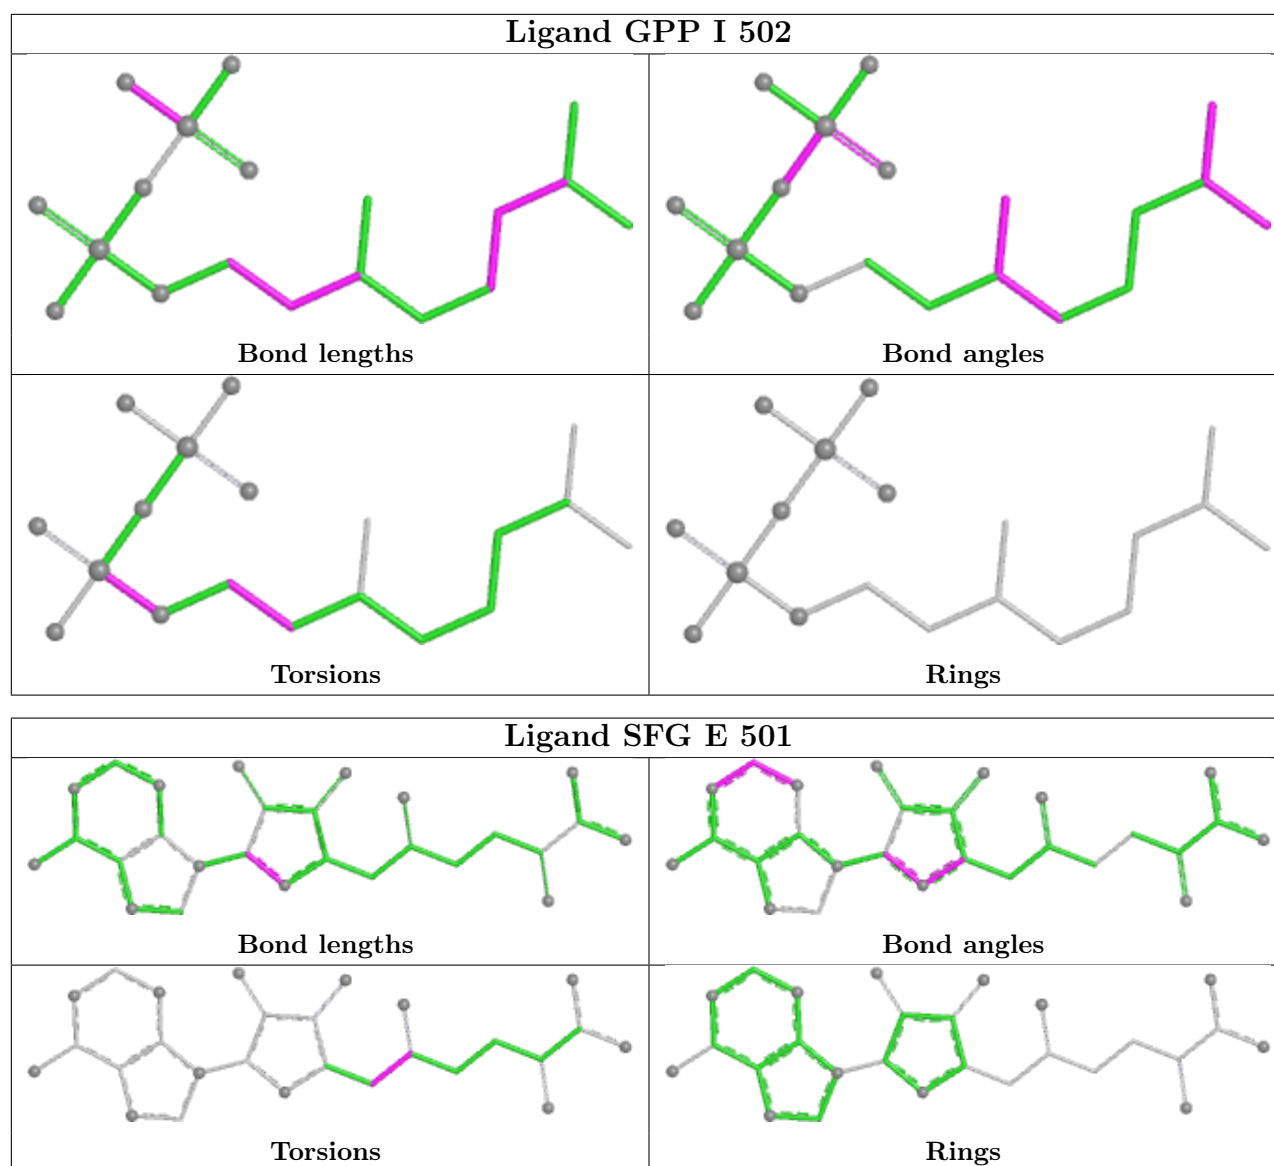 Ligand GPP I 502
Bond lengths
Bond angles
Torsions
Rings
Ligand SFG E 501
Bond lengths
Bond angles
Torsions
Rings